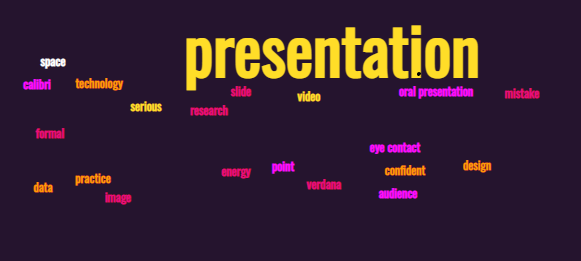 presentation
space
calibri
technology
slide
video
oral presentation
mistake
serious
research
formal
eye contact
energy
point
confident
design
data
practice
verdana
audience
image